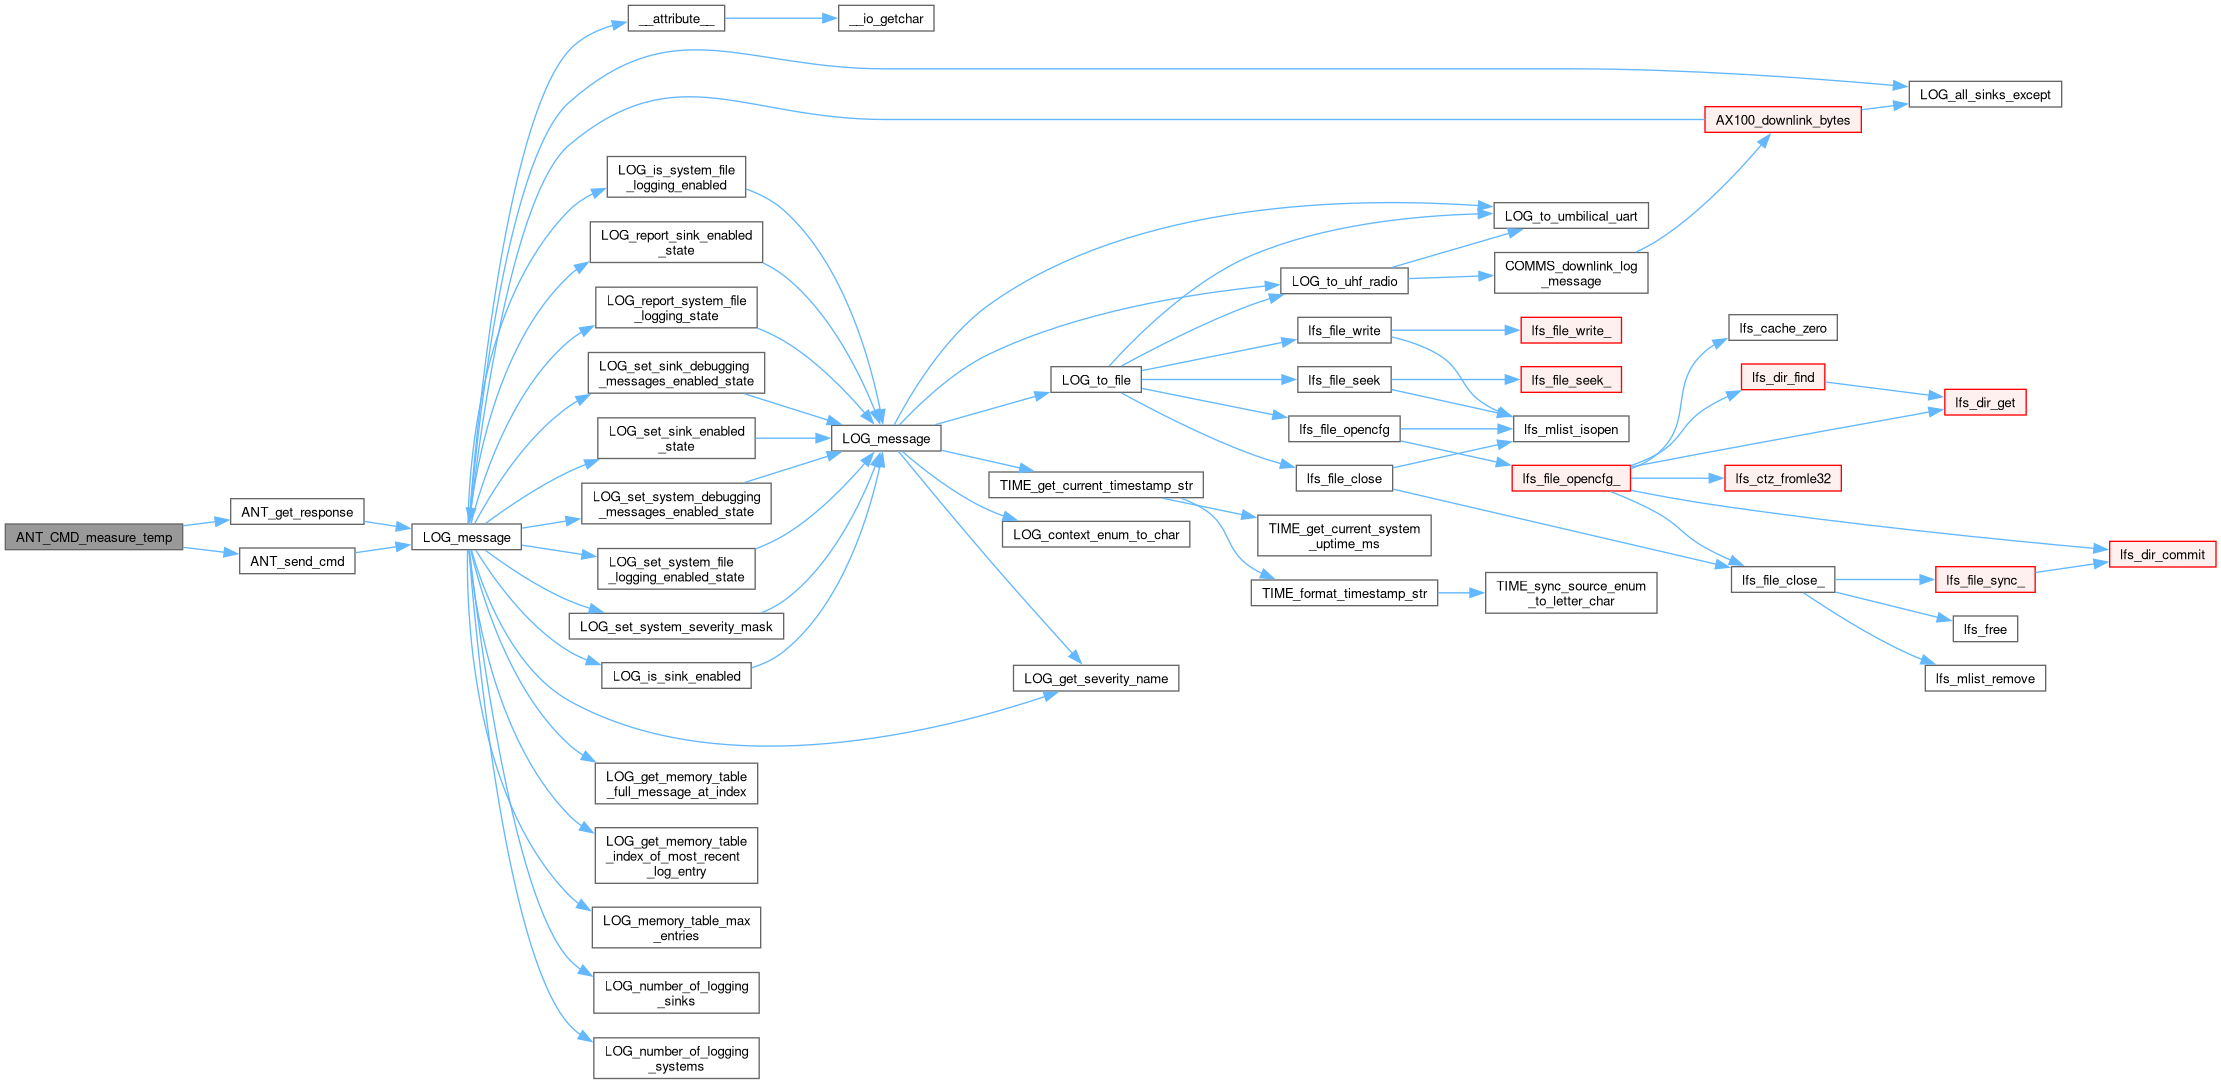 __attribute__
__io_getchar
LOG_all_sinks_except
AX100_downlink_bytes
LOG_is_system_file
_logging_enabled
LOG_to_umbilical_uart
LOG_report_sink_enabled
_state
COMMS_downlink_log
_message
LOG_to_uhf_radio
LOG_report_system_file
_logging_state
lfs_file_write
lfs_file_write_
lfs_cache_zero
LOG_set_sink_debugging
_messages_enabled_state
LOG_to_file
lfs_file_seek
lfs_file_seek_
lfs_dir_find
lfs_dir_get
LOG_set_sink_enabled
_state
LOG_message
lfs_file_opencfg
lfs_mlist_isopen
TIME_get_current_timestamp_str
lfs_file_close
lfs_file_opencfg_
lfs_ctz_fromle32
LOG_set_system_debugging
_messages_enabled_state
ANT_get_response
ANT_CMD_measure_temp
LOG_message
LOG_context_enum_to_char
TIME_get_current_system
_uptime_ms
ANT_send_cmd
LOG_set_system_file
_logging_enabled_state
lfs_dir_commit
TIME_format_timestamp_str
TIME_sync_source_enum
_to_letter_char
lfs_file_close_
lfs_file_sync_
LOG_set_system_severity_mask
lfs_free
LOG_is_sink_enabled
LOG_get_severity_name
lfs_mlist_remove
LOG_get_memory_table
_full_message_at_index
LOG_get_memory_table
_index_of_most_recent
_log_entry
LOG_memory_table_max
_entries
LOG_number_of_logging
_sinks
LOG_number_of_logging
_systems